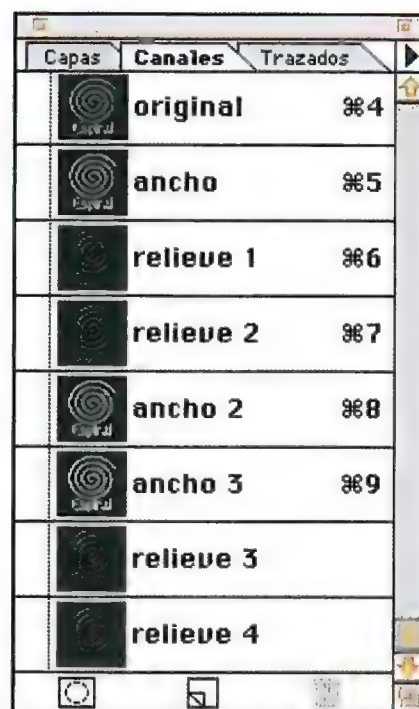 Capas Canales Trazados
original ⌘4
ancho ⌘5
relieve 1 ⌘6
relieve 2 ⌘7
ancho 2 ⌘8
ancho 3 ⌘9
relieve 3
relieve 4